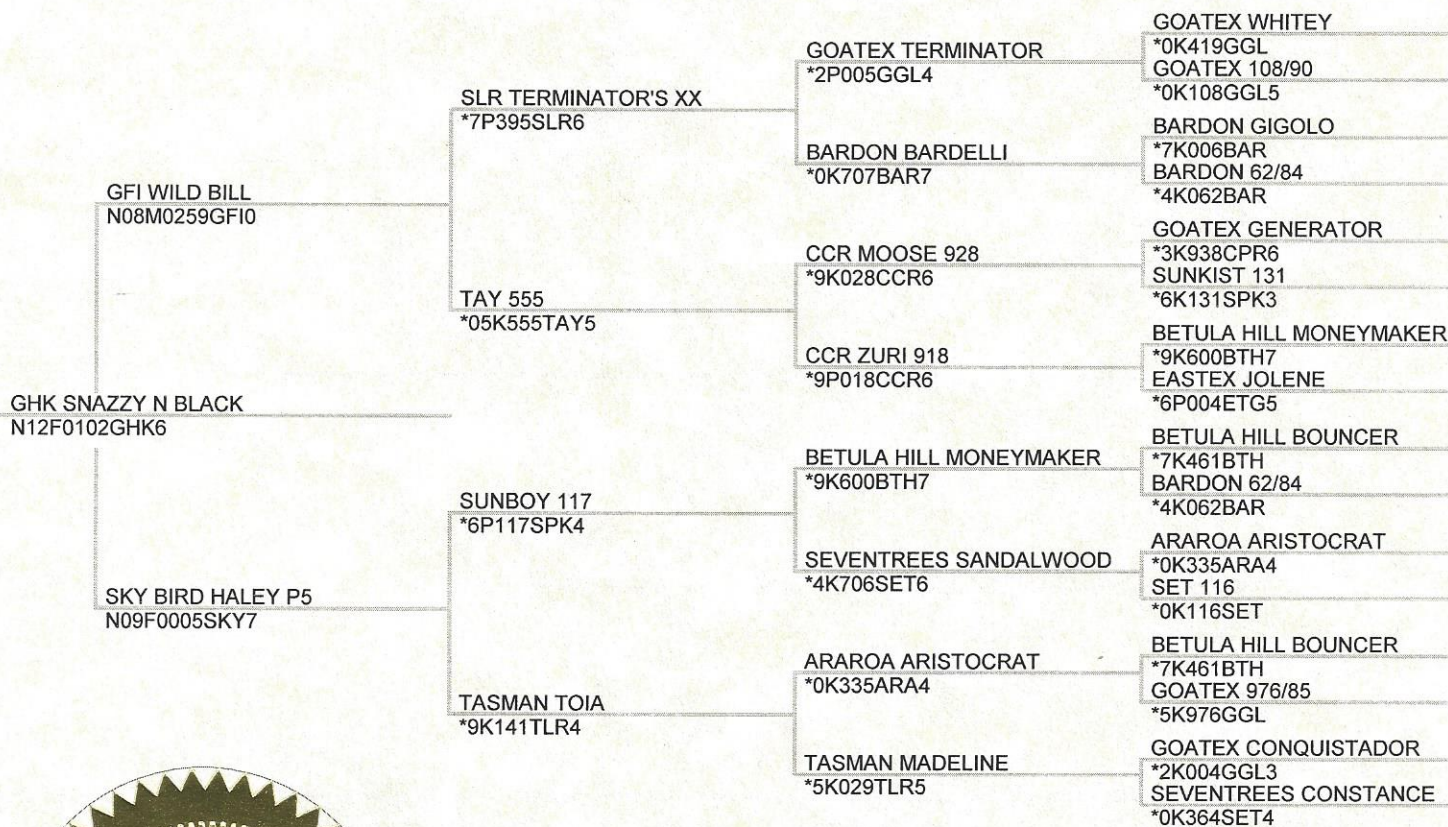 GHK SNAZZY N BLACK
N12F0102GHK6
GFI WILD BILL
N08M0259GFI0
SKY BIRD HALEY P5
N09F0005SKY7
SLR TERMINATOR'S XX
*7P395SLR6
TAY 555
*05K555TAY5
SUNBOY 117
*6P117SPK4
TASMAN TOIA
*9K141TLR4
GOATEX TERMINATOR
*2P005GGL4
BARDON BARDELLI
*0K707BAR7
CCR MOOSE 928
*9K028CCR6
CCR ZURI 918
*9P018CCR6
BETULA HILL MONEYMAKER
*9K600BTH7
SEVENTREES SANDALWOOD
*4K706SET6
ARAROA ARISTOCRAT
*0K335ARA4
TASMAN MADELINE
*5K029TLR5
GOATEX WHITEY
*0K419GGL
GOATEX 108/90
*0K108GGL5
BARDON GIGOLO
*7K006BAR
BARDON 62/84
*4K062BAR
GOATEX GENERATOR
*3K938CPR6
SUNKIST 131
*6K131SPK3
BETULA HILL MONEYMAKER
*9K600BTH7
EASTEX JOLENE
*6P004ETG5
BETULA HILL BOUNCER
*7K461BTH
BARDON 62/84
*4K062BAR
ARAROA ARISTOCRAT
*0K335ARA4
SET 116
*0K116SET
BETULA HILL BOUNCER
*7K461BTH
GOATEX 976/85
*5K976GGL
GOATEX CONQUISTADOR
*2K004GGL3
SEVENTREES CONSTANCE
*0K364SET4